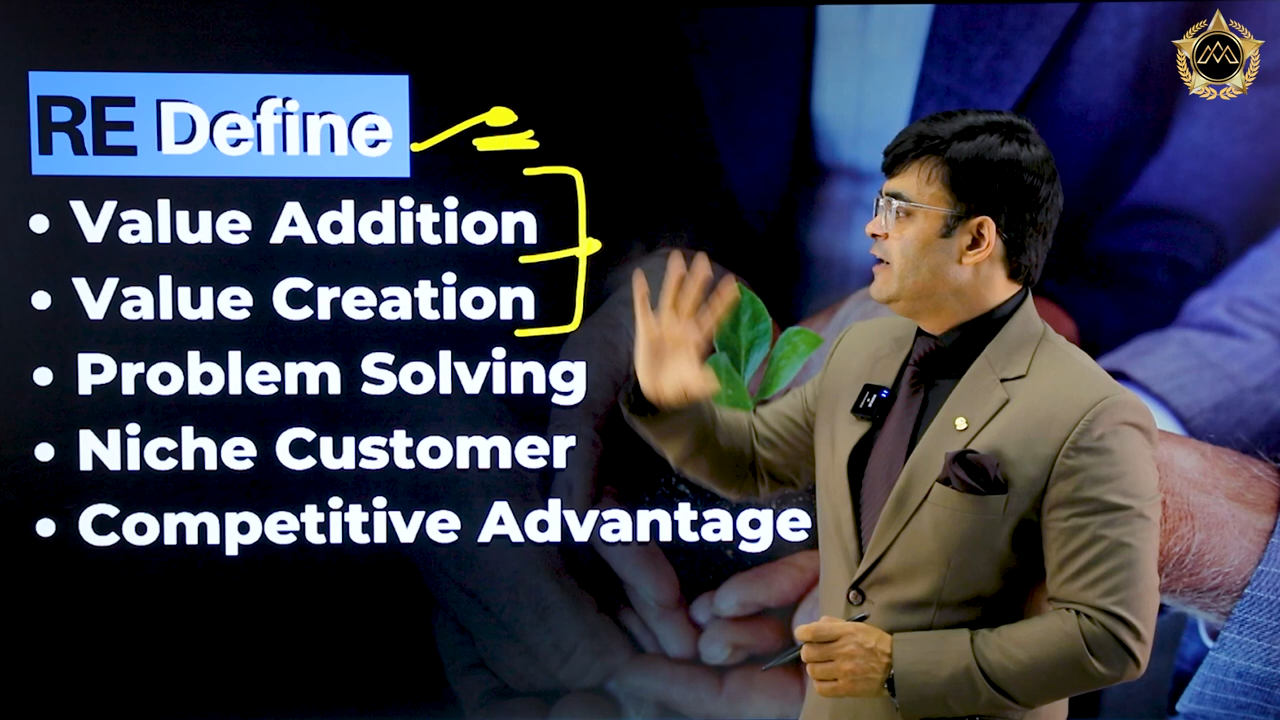 RE Define
• Value Addition
• Value Creation
• Problem Solving
• Niche Customer
• Competitive Advantage